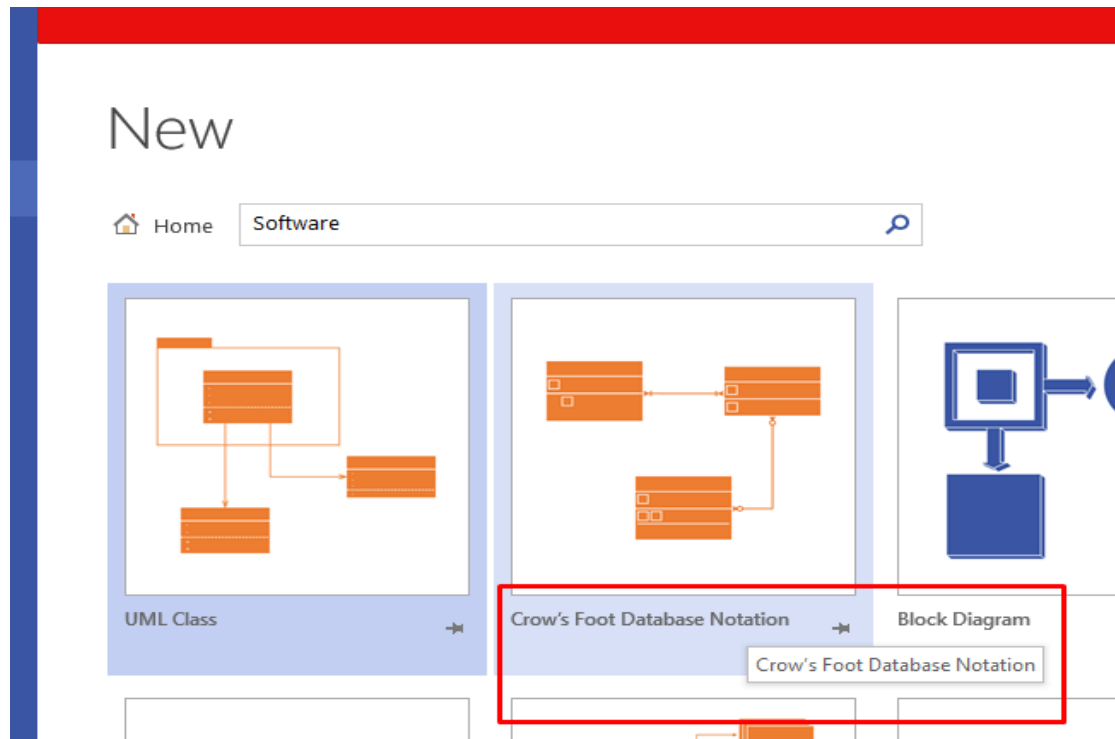 New
Home
Software
UML Class
Crow's Foot Database Notation
Block Diagram
Crow's Foot Database Notation